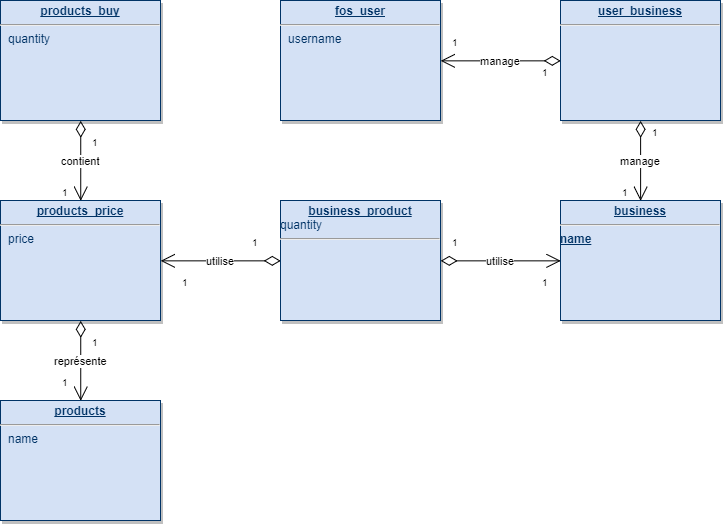 products_buy
quantity
fos_user
username
user_business
1
manage
1
1
contient
1
1
manage
1
products_price
price
business_product
quantity
business
name
1
utilise
1
1
utilise
1
1
représente
1
products
name